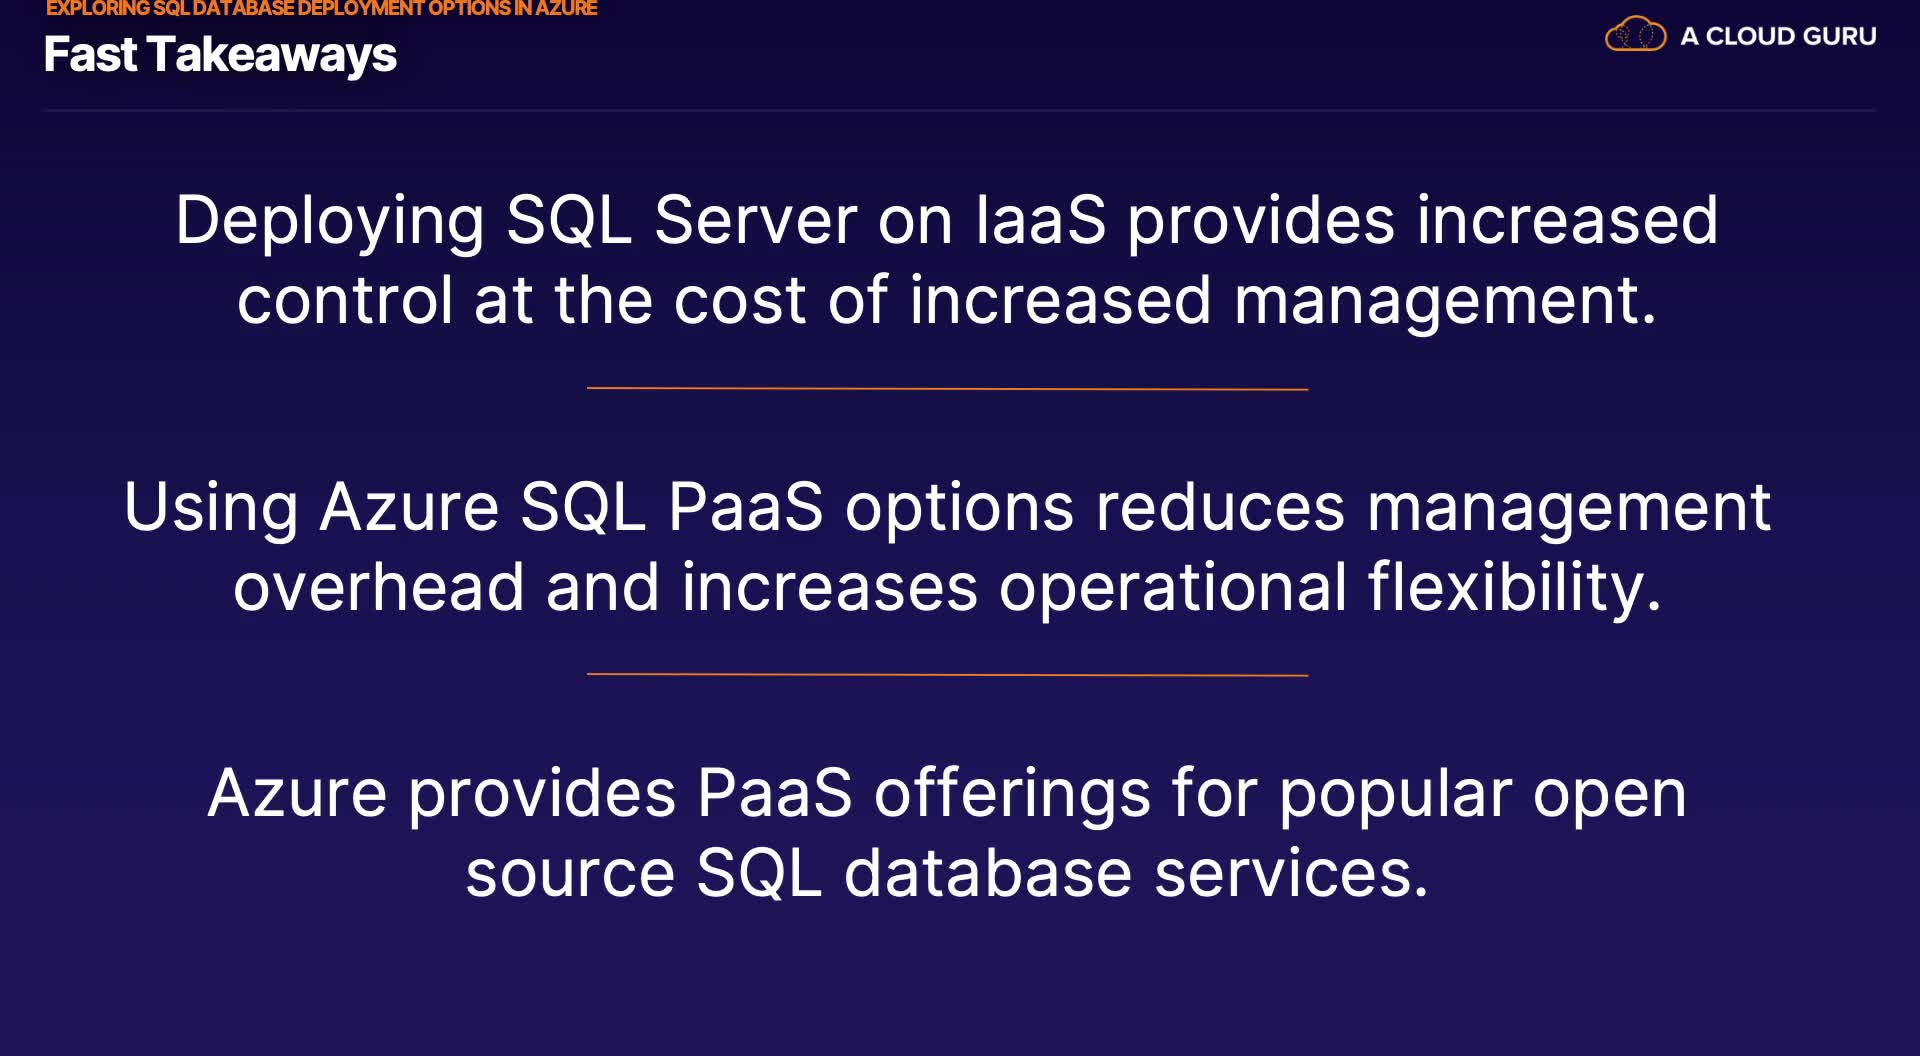 EXPLORING SQL DATABASE DEPLOYMENT OPTIONS IN AZURE
Fast Takeaways
A CLOUD GURU
Deploying SQL Server on IaaS provides increased
control at the cost of increased management.
Using Azure SQL PaaS options reduces management
overhead and increases operational flexibility.
Azure provides PaaS offerings for popular open
source SQL database services.